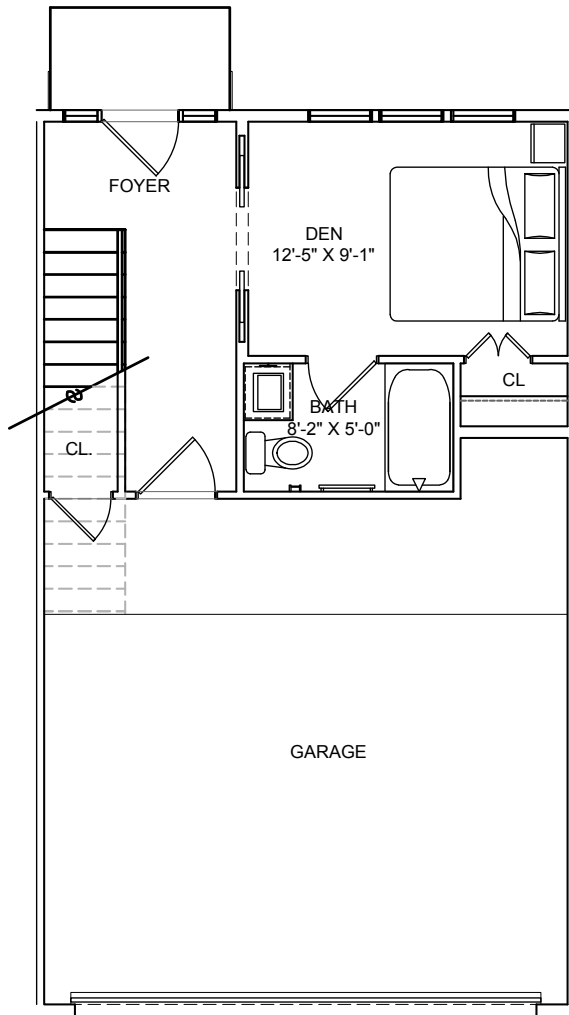 FOYER
DEN
12'-5" X 9'-1"
CL
BATH
8'-2" X 5'-0"
CL.
GARAGE